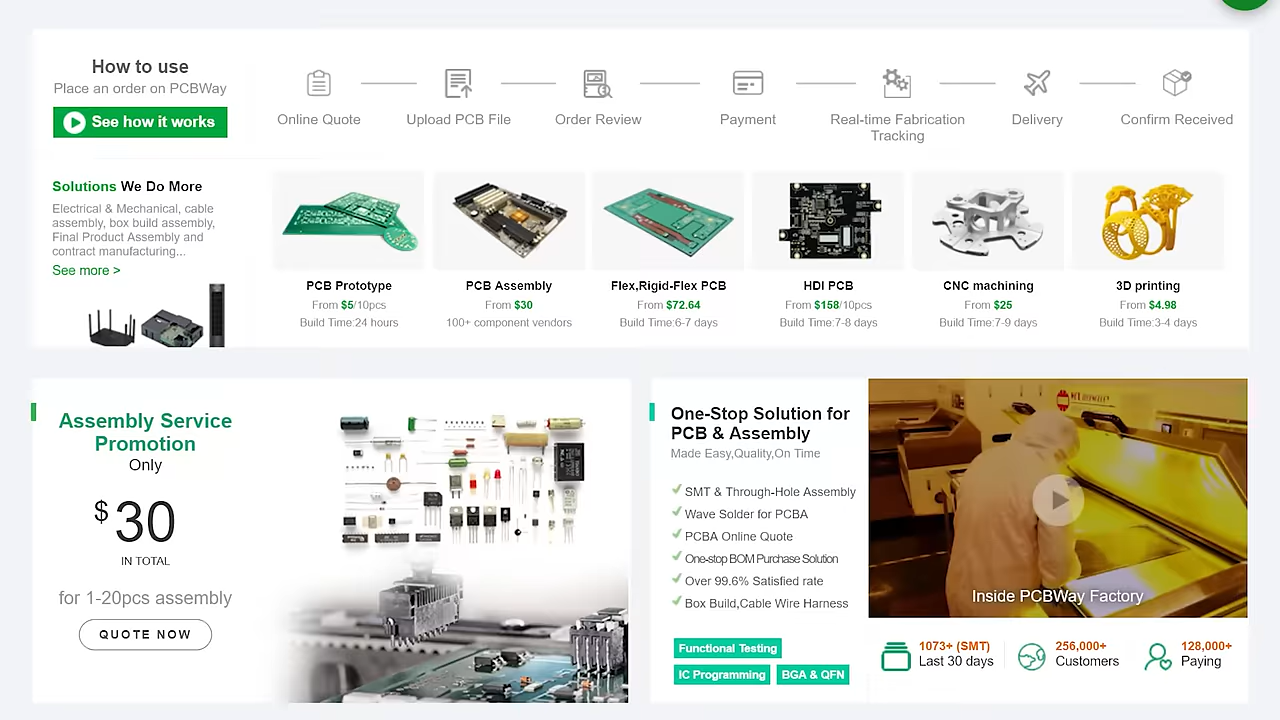 How to use
Place an order on PCBWay
See how it works
Online Quote
Upload PCB File
Order Review
Payment
Real-time Fabrication
Tracking
Delivery
Confirm Received
Solutions We Do More
Electrical & Mechanical, cable
assembly, box build assembly,
Final Product Assembly and
contract manufacturing...
See more >
PCB Prototype
From $5/10pcs
Build Time:24 hours
PCB Assembly
From $30
100+ component vendors
Flex,Rigid-Flex PCB
From $72.64
Build Time:6-7 days
HDI PCB
From $158/10pcs
Build Time:7-8 days
CNC machining
From $25
Build Time:7-9 days
3D printing
From $4.98
Build Time:3-4 days
Assembly Service
Promotion
Only
$30
IN TOTAL
for 1-20pcs assembly
QUOTE NOW
One-Stop Solution for
PCB & Assembly
Made Easy,Quality,On Time
SMT & Through-Hole Assembly
Wave Solder for PCBA
PCBA Online Quote
One-stop BOM Purchase Solution
Over 99.6% Satisfied rate
Box Build,Cable Wire Harness
Functional Testing
IC Programming
BGA & QFN
Inside PCBWay Factory
1073+ (SMT)
Last 30 days
256,000+
Customers
128,000+
Paying